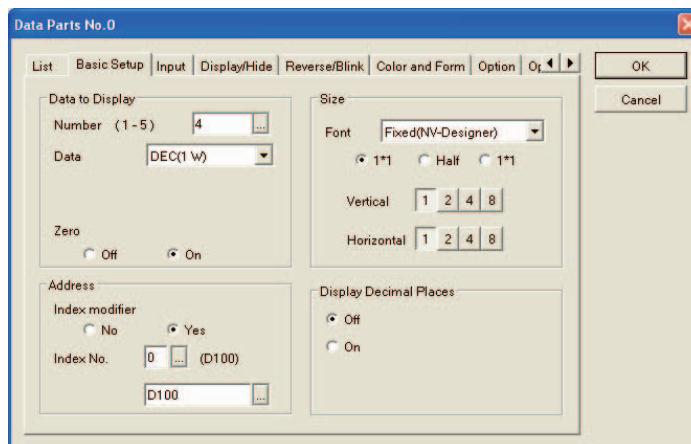 Data Parts No.0
List Basic Setup Input Display/Hide Reverse/Blink Color and Form Option Op
OK
Cancel
Data to Display
Number (1-5) 4 ...
Data DEC(1 W)
Zero
Off On
Size
Font Fixed(NV-Designer)
1*1 Half 1*1
Vertical 1 2 4 8
Horizontal 1 2 4 8
Address
Index modifier
No Yes
Index No. 0 ... (D100)
D100 ...
Display Decimal Places
Off
On